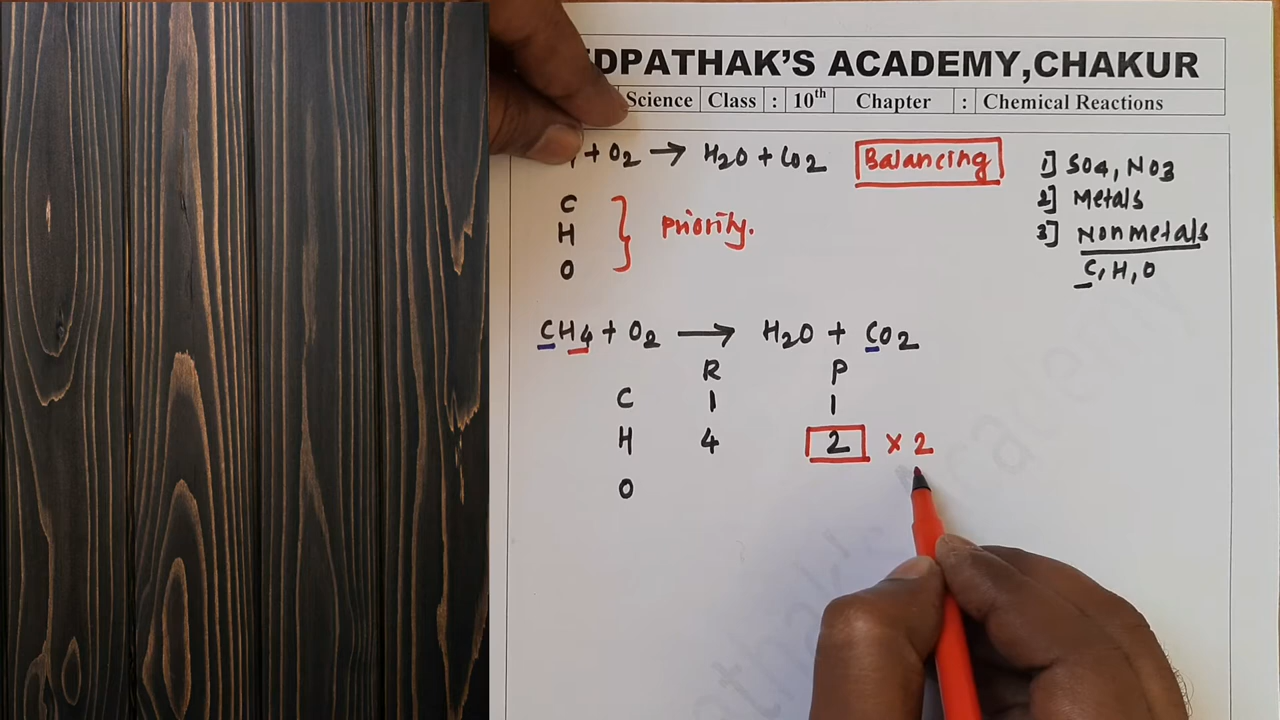 EDPATHAK'S ACADEMY,CHAKUR
Science Class : 10th Chapter : Chemical Reactions
+ O2 → H2O + CO2 Balancing
C
H
O
} Priority.
1] SO4, NO3
2] Metals
3] Nonmetals
C, H, O
CH4 + O2 → H2O + CO2
R P
C 1 1
H 4 2 × 2
O